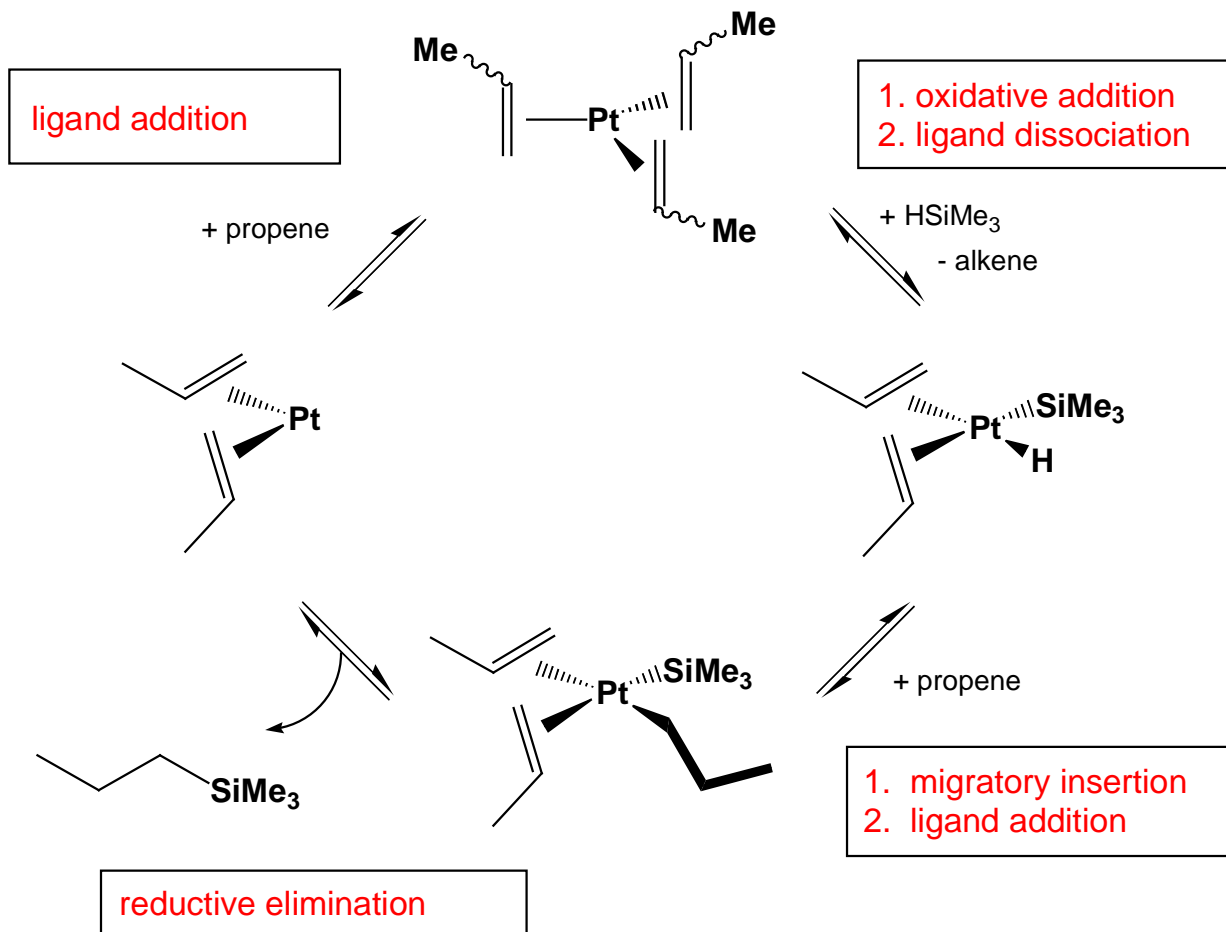 Me
Me
ligand addition
1. oxidative addition
2. ligand dissociation
Pt
Me
+ propene
+ HSiMe₃
- alkene
Pt
SiMe₃
Pt
H
SiMe₃
Pt
+ propene
SiMe₃
1. migratory insertion
2. ligand addition
reductive elimination